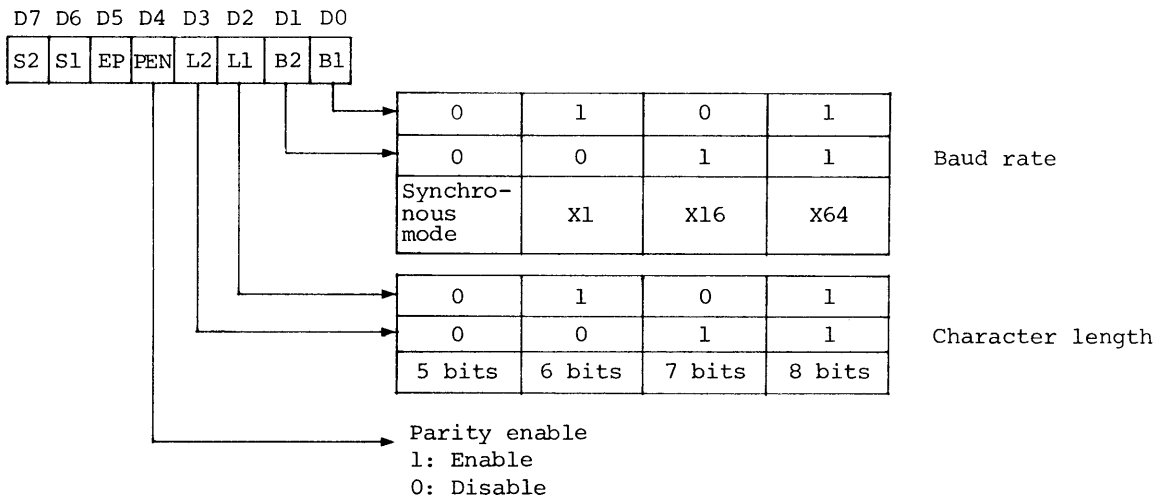 D7 D6 D5 D4 D3 D2 D1 D0
S2 S1 EP PEN L2 L1 B2 B1
0 1 0 1
0 0 1 1
Baud rate
Synchro-
nous
mode
X1 X16 X64
0 1 0 1
0 0 1 1
Character length
5 bits 6 bits 7 bits 8 bits
Parity enable
1: Enable
0: Disable